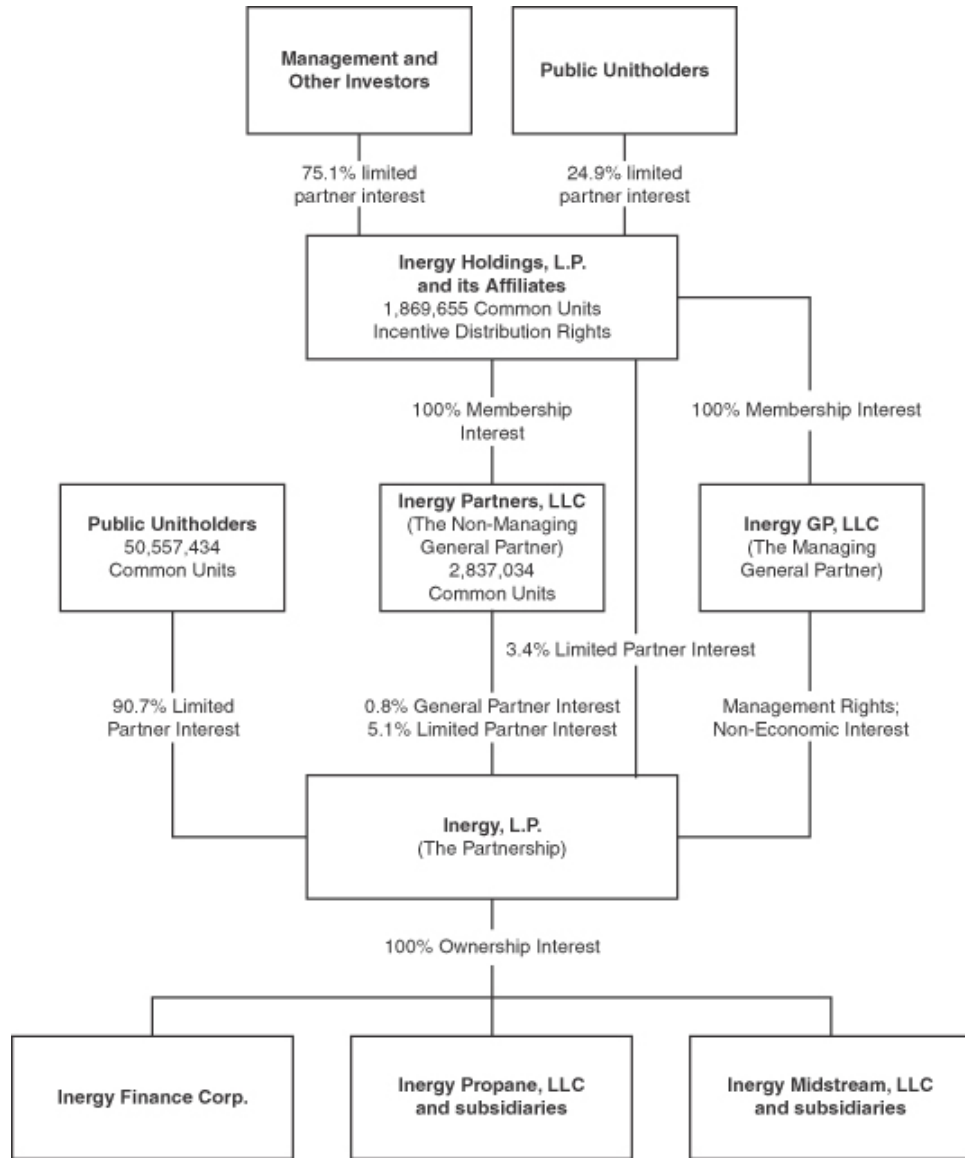 Management and
Other Investors
Public Unitholders
75.1% limited
partner interest
24.9% limited
partner interest
Inergy Holdings, L.P.
and its Affiliates
1,869,655 Common Units
Incentive Distribution Rights
100% Membership
Interest
100% Membership Interest
Public Unitholders
50,557,434
Common Units
Inergy Partners, LLC
(The Non-Managing
General Partner)
2,837,034
Common Units
Inergy GP, LLC
(The Managing
General Partner)
3.4% Limited Partner Interest
90.7% Limited
Partner Interest
0.8% General Partner Interest
5.1% Limited Partner Interest
Management Rights;
Non-Economic Interest
Inergy, L.P.
(The Partnership)
100% Ownership Interest
Inergy Finance Corp.
Inergy Propane, LLC
and subsidiaries
Inergy Midstream, LLC
and subsidiaries